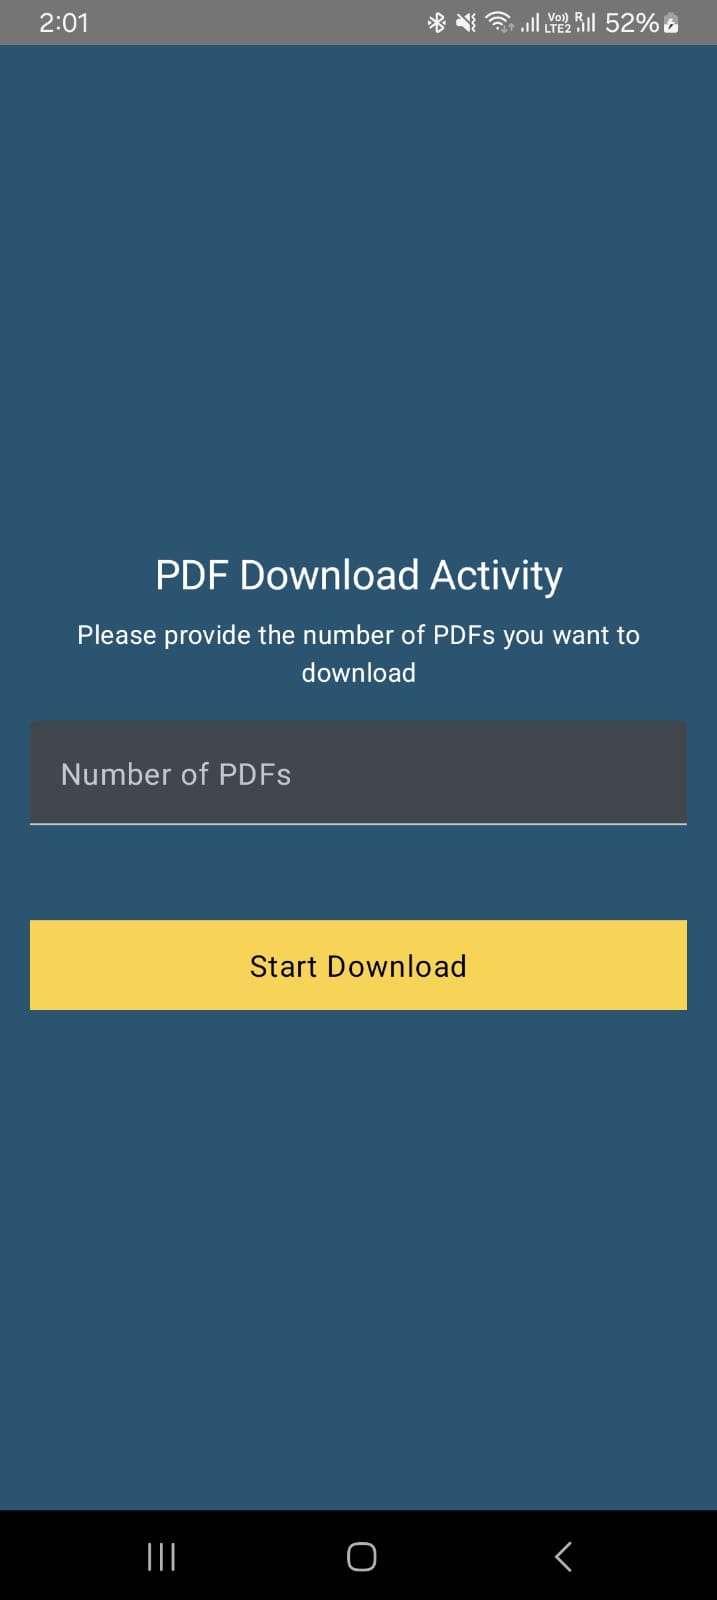 2:01
Vo)) R
LTE2
52%
PDF Download Activity
Please provide the number of PDFs you want to
download
Number of PDFs
Start Download